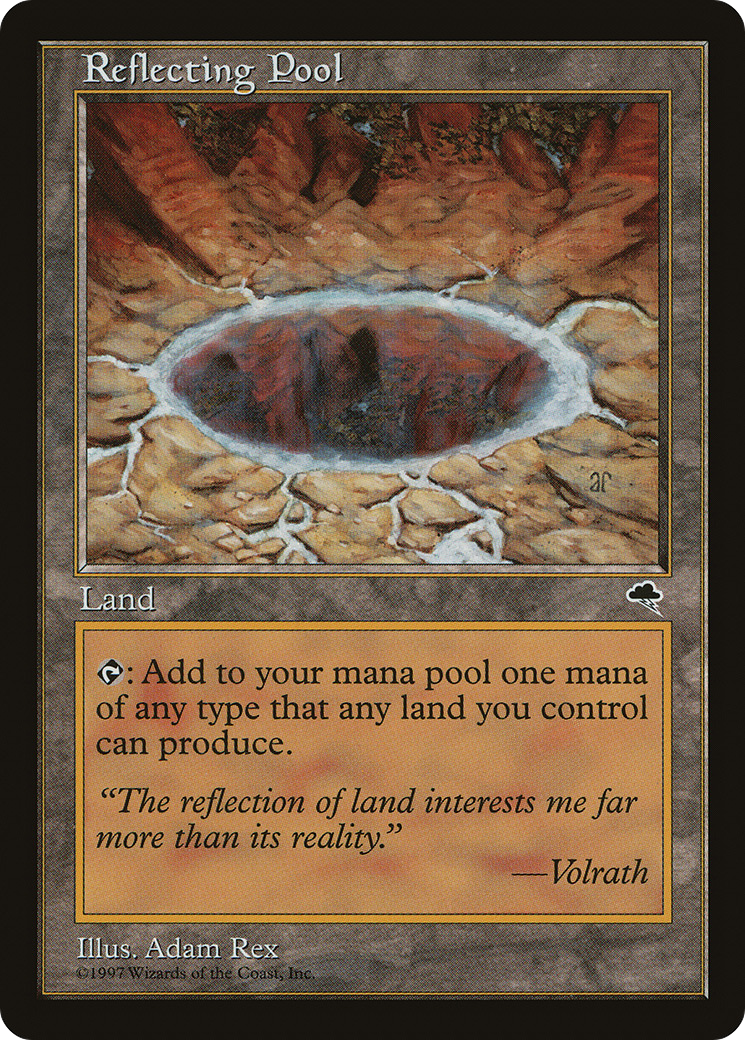 Reflecting Pool
ar
Land
: Add to your mana pool one mana
of any type that any land you control
can produce.
“The reflection of land interests me far
more than its reality.”
—Volrath
Illus. Adam Rex
©1997 Wizards of the Coast, Inc.